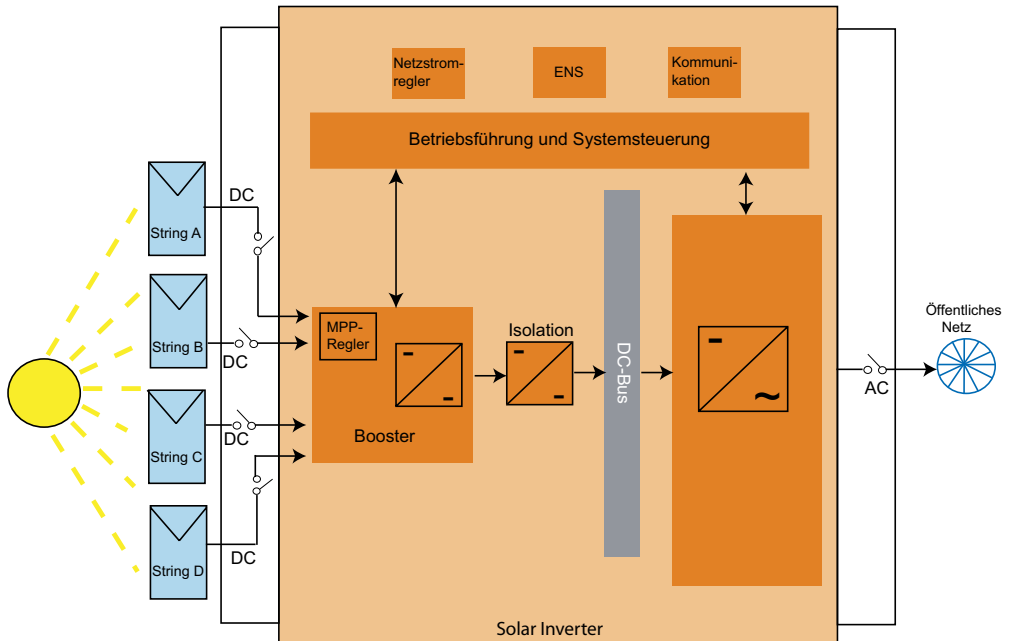 Netzstrom-
regler
ENS
Kommuni-
kation
Betriebsführung und Systemsteuerung
DC
String A
String B
DC
String C
DC
String D
DC
MPP-
Regler
Booster
Isolation
DC-Bus
AC
Öffentliches
Netz
Solar Inverter